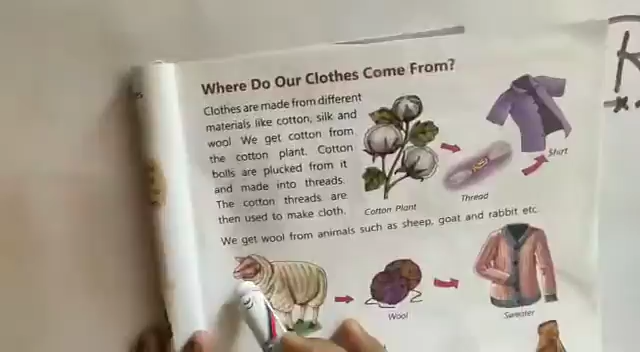 Where Do Our Clothes Come From?
Clothes are made from different
materials like cotton, silk and
wool. We get cotton from
the cotton plant. Cotton
bolls are plucked from it
and made into threads.
The cotton threads are
then used to make cloth.
Cotton Plant
Thread
Shirt
We get wool from animals such as sheep, goat and rabbit etc.
Wool
Sweater